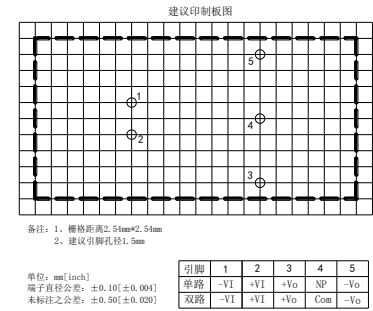 建议印制板图
5
1
4
2
3
备注：1、栅格距离2.54mm*2.54mm
2、建议引脚孔径1.5mm
单位：mm[inch]
端子直径公差：±0.10[±0.004]
未标注之公差：±0.50[±0.020]
引脚 1 2 3 4 5
单路 -VI +VI +Vo NP -Vo
双路 -VI +VI +Vo Com -Vo